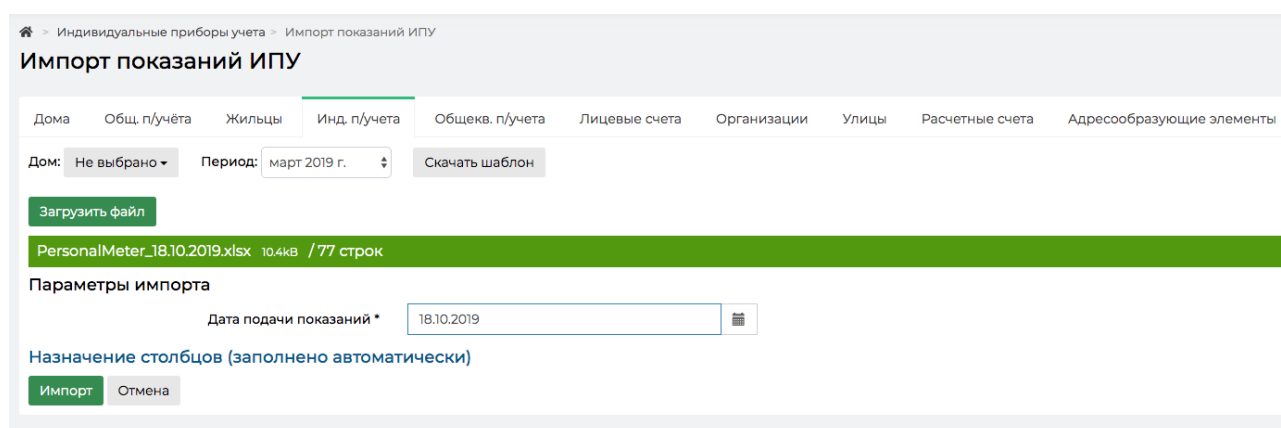 > Индивидуальные приборы учета > Импорт показаний ИПУ
Импорт показаний ИПУ
Дома Общ. п/учёта Жильцы Инд. п/учета Общекв. п/учета Лицевые счета Организации Улицы Расчетные счета Адресообразующие элементы
Дом: Не выбрано Период: март 2019 г. Скачать шаблон
Загрузить файл
PersonalMeter_18.10.2019.xlsx 10.4kB / 77 строк
Параметры импорта
Дата подачи показаний * 18.10.2019
Назначение столбцов (заполнено автоматически)
Импорт Отмена